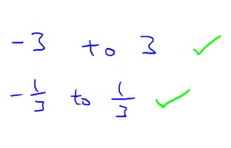 -3 to 3 ✓
-1/3 to 1/3 ✓